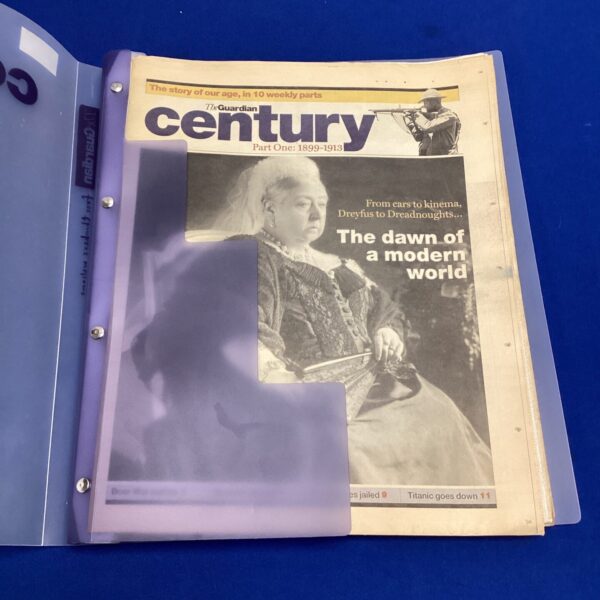 The story of our age, in 10 weekly parts
The Guardian
century
Part One: 1899-1913
From cars to kinema,
Dreyfus to Dreadnoughts...
The dawn of
a modern
world
jailed 9
Titanic goes down 11
Guardian